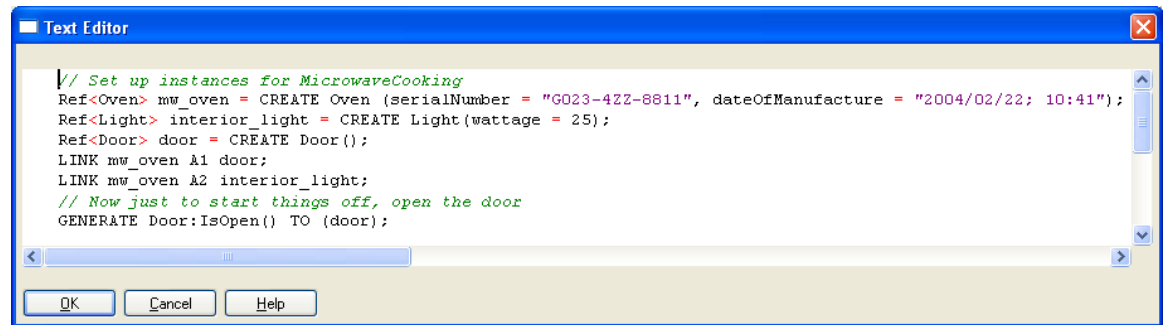 Text Editor
// Set up instances for MicrowaveCooking
Ref<Oven> mw_oven = CREATE Oven (serialNumber = "G023-4ZZ-8811", dateOfManufacture = "2004/02/22; 10:41");
Ref<Light> interior_light = CREATE Light(wattage = 25);
Ref<Door> door = CREATE Door();
LINK mw_oven A1 door;
LINK mw_oven A2 interior_light;
// Now just to start things off, open the door
GENERATE Door:IsOpen() TO (door);
OK Cancel Help